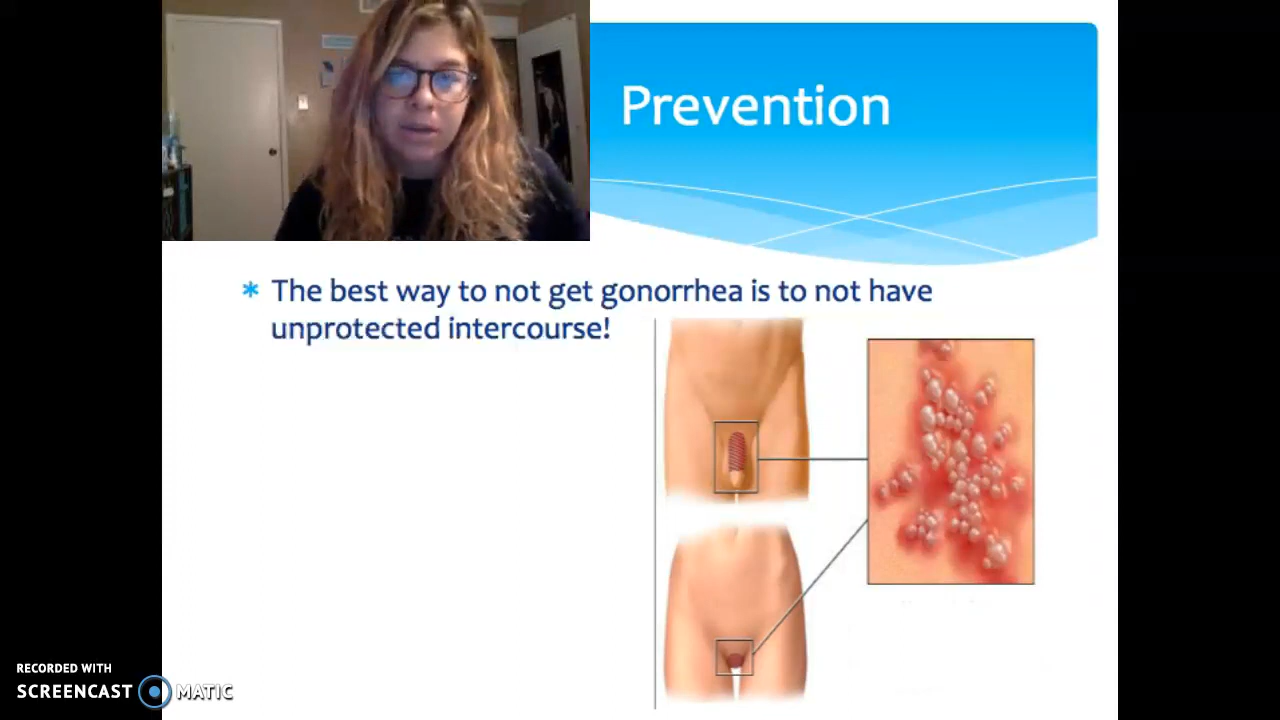 Prevention
* The best way to not get gonorrhea is to not have
unprotected intercourse!
RECORDED WITH
SCREENCAST MATIC